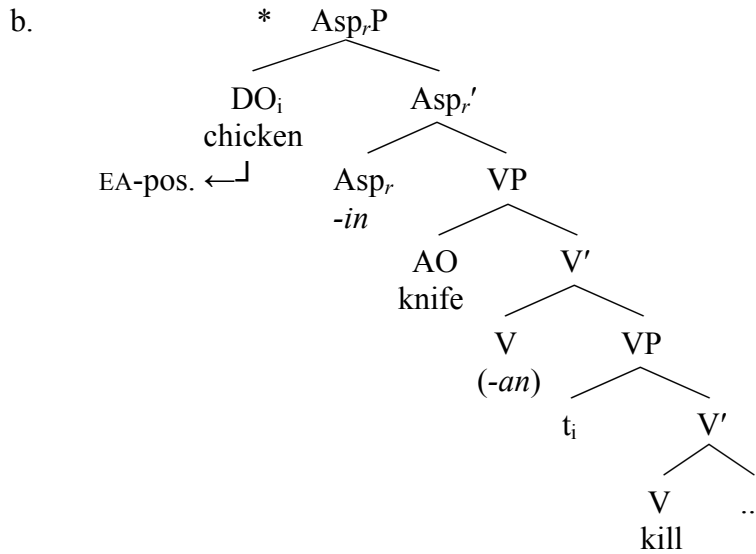 b. * AspᵣP
DOᵢ Aspᵣ′
chicken
EA-pos. ←┘ Aspᵣ VP
-in
AO V′
knife
V VP
(-an)
tᵢ V′
V ..
kill